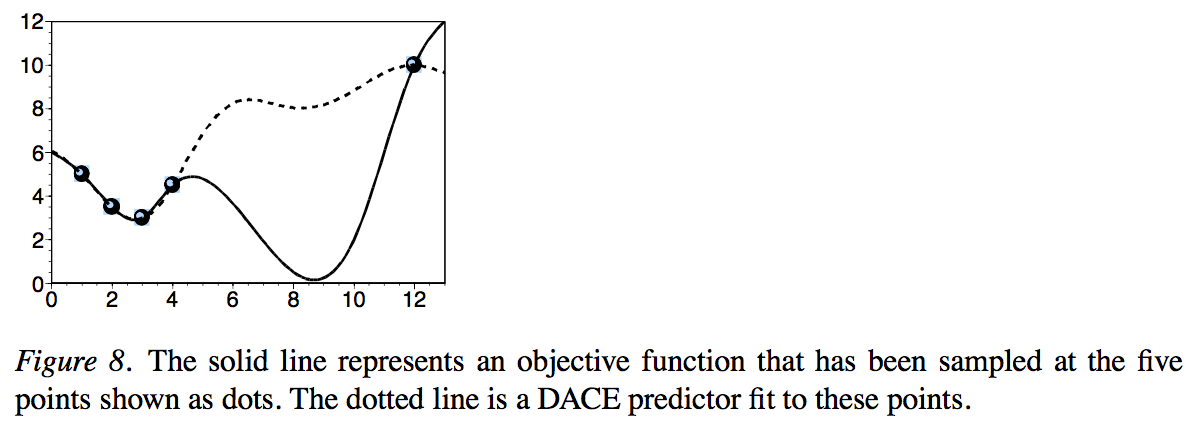 12
10
8
6
4
2
0
0 2 4 6 8 10 12
Figure 8. The solid line represents an objective function that has been sampled at the five
points shown as dots. The dotted line is a DACE predictor fit to these points.